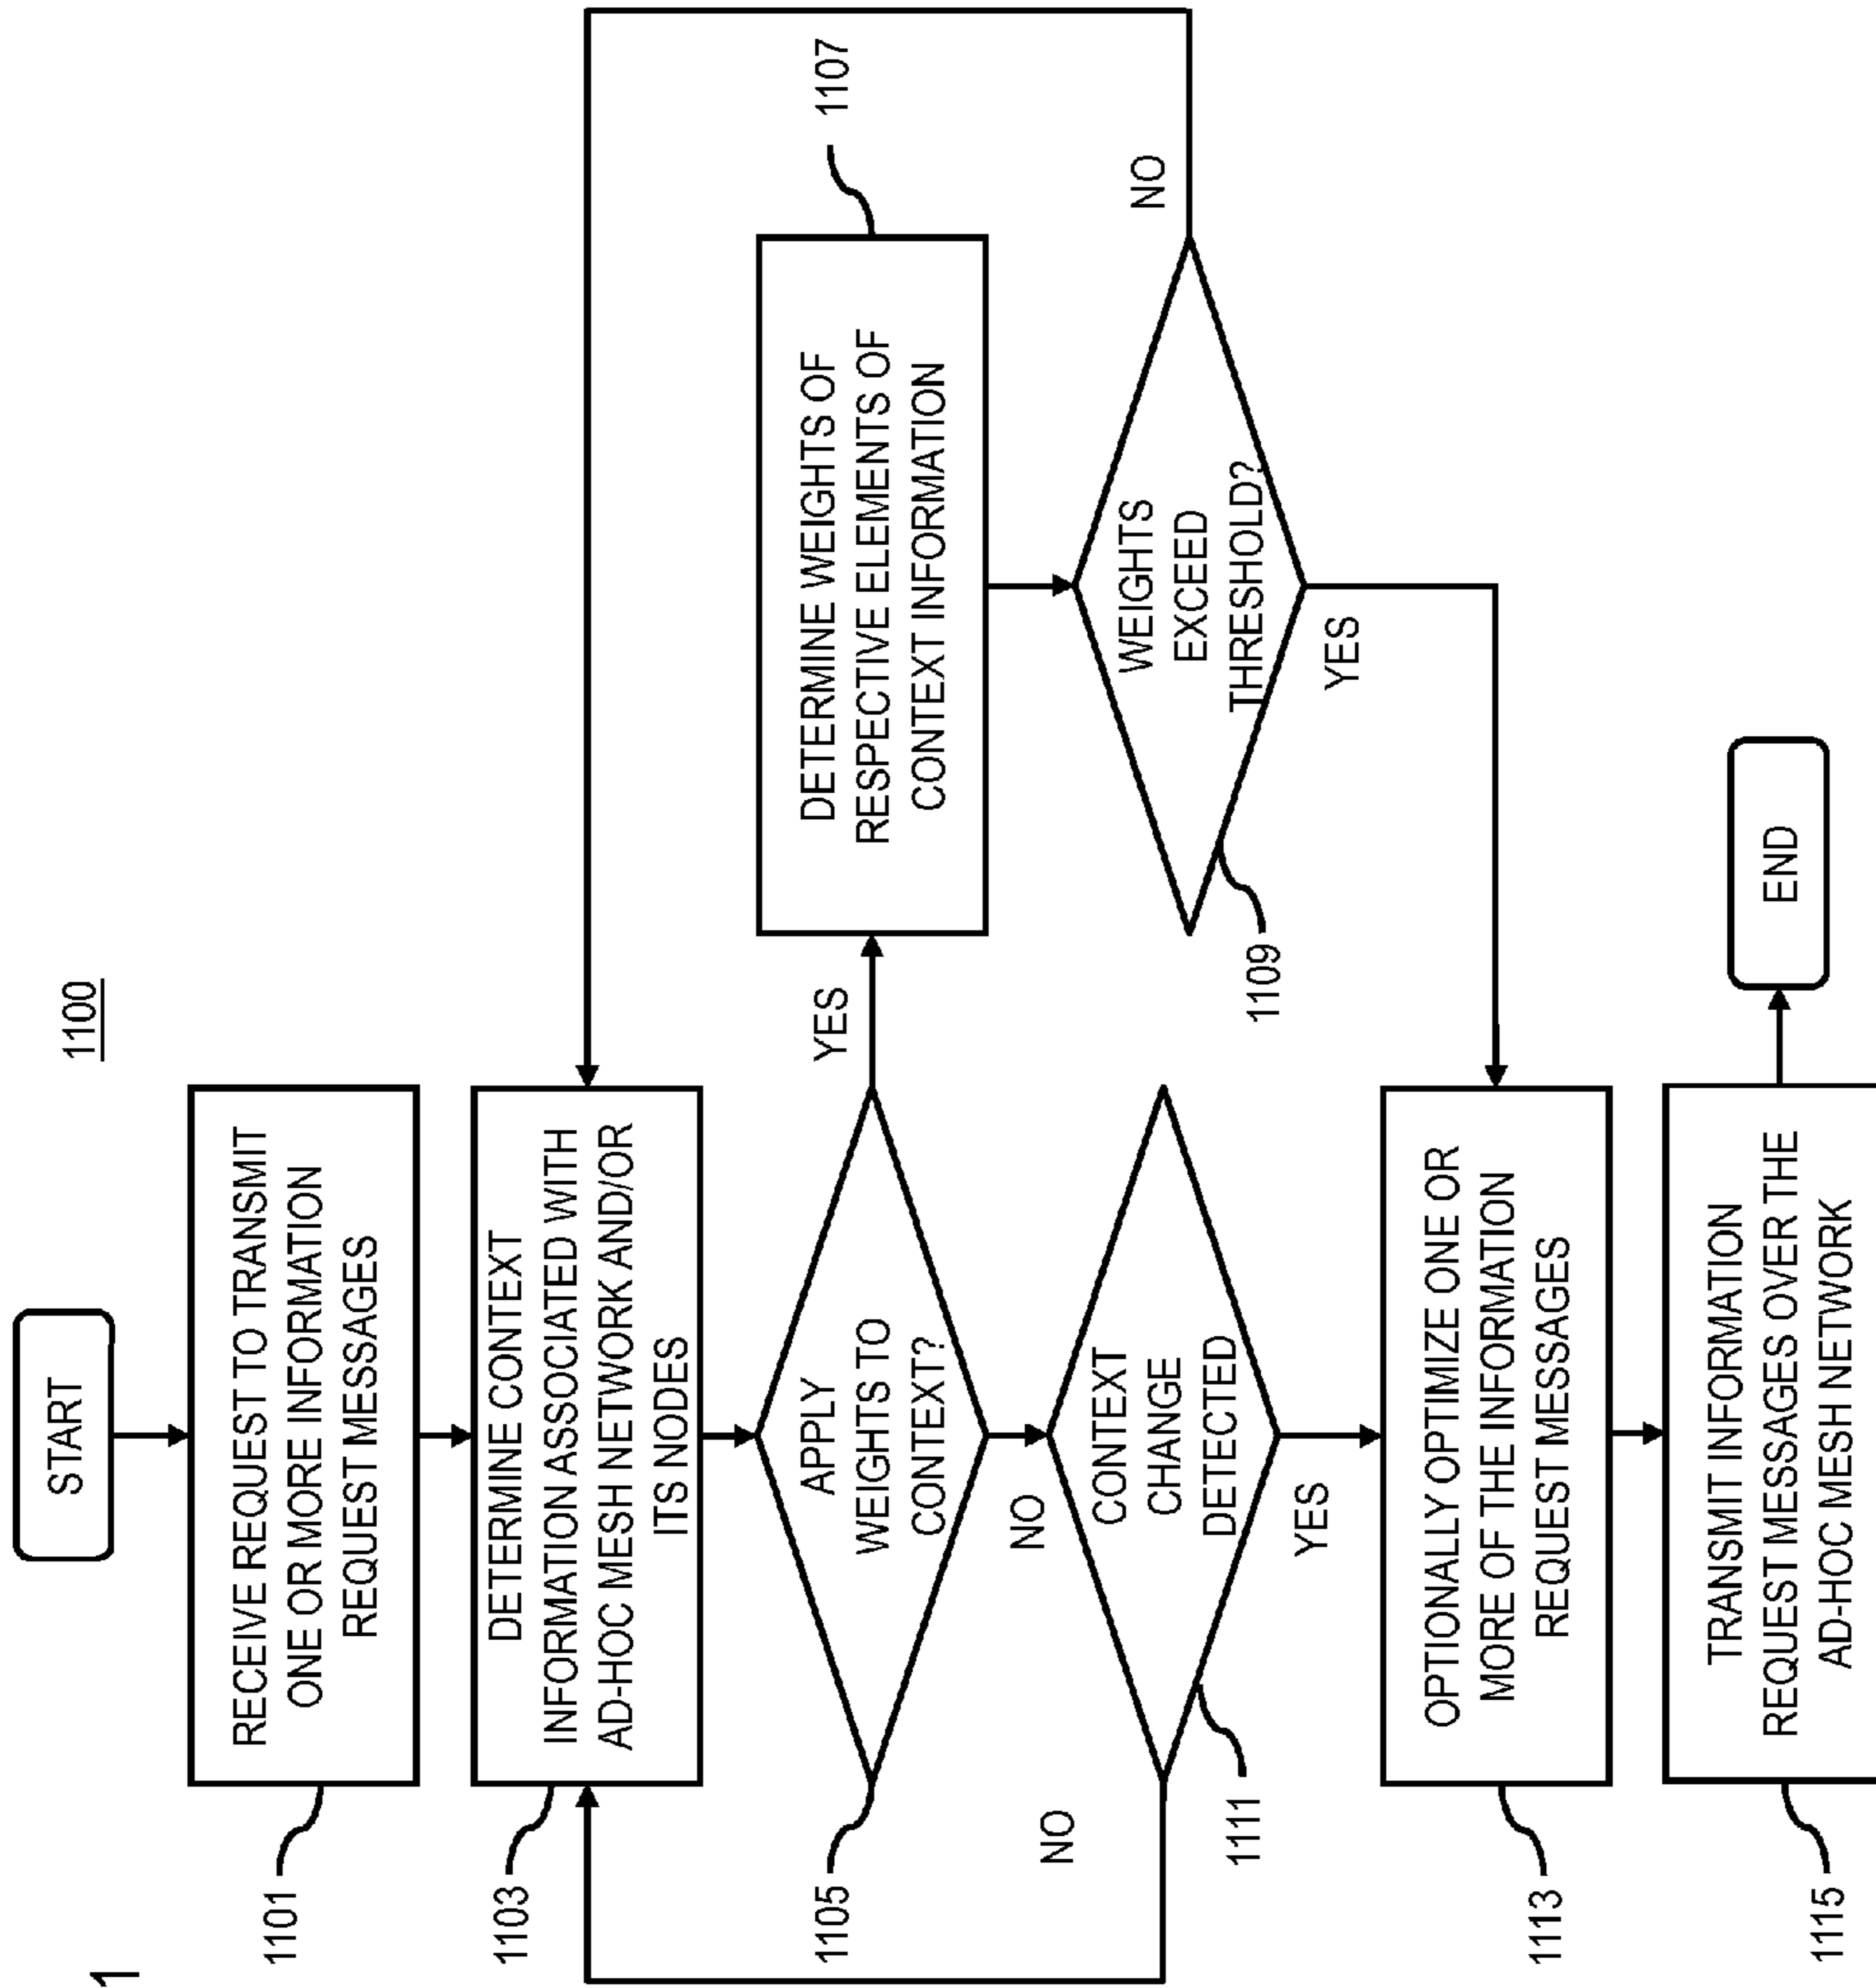 1
1100
START
RECEIVE REQUEST TO TRANSMIT
ONE OR MORE INFORMATION
REQUEST MESSAGES
1101
DETERMINE CONTEXT
INFORMATION ASSOCIATED WITH
AD-HOC MESH NETWORK AND/OR
ITS NODES
1103
APPLY
WEIGHTS TO
CONTEXT?
1105
YES
DETERMINE WEIGHTS OF
RESPECTIVE ELEMENTS OF
CONTEXT INFORMATION
1107
NO
CONTEXT
CHANGE
DETECTED
1111
NO
YES
WEIGHTS
EXCEED
THRESHOLD?
1109
NO
YES
OPTIONALLY OPTIMIZE ONE OR
MORE OF THE INFORMATION
REQUEST MESSAGES
1113
TRANSMIT INFORMATION
REQUEST MESSAGES OVER THE
AD-HOC MESH NETWORK
1115
END